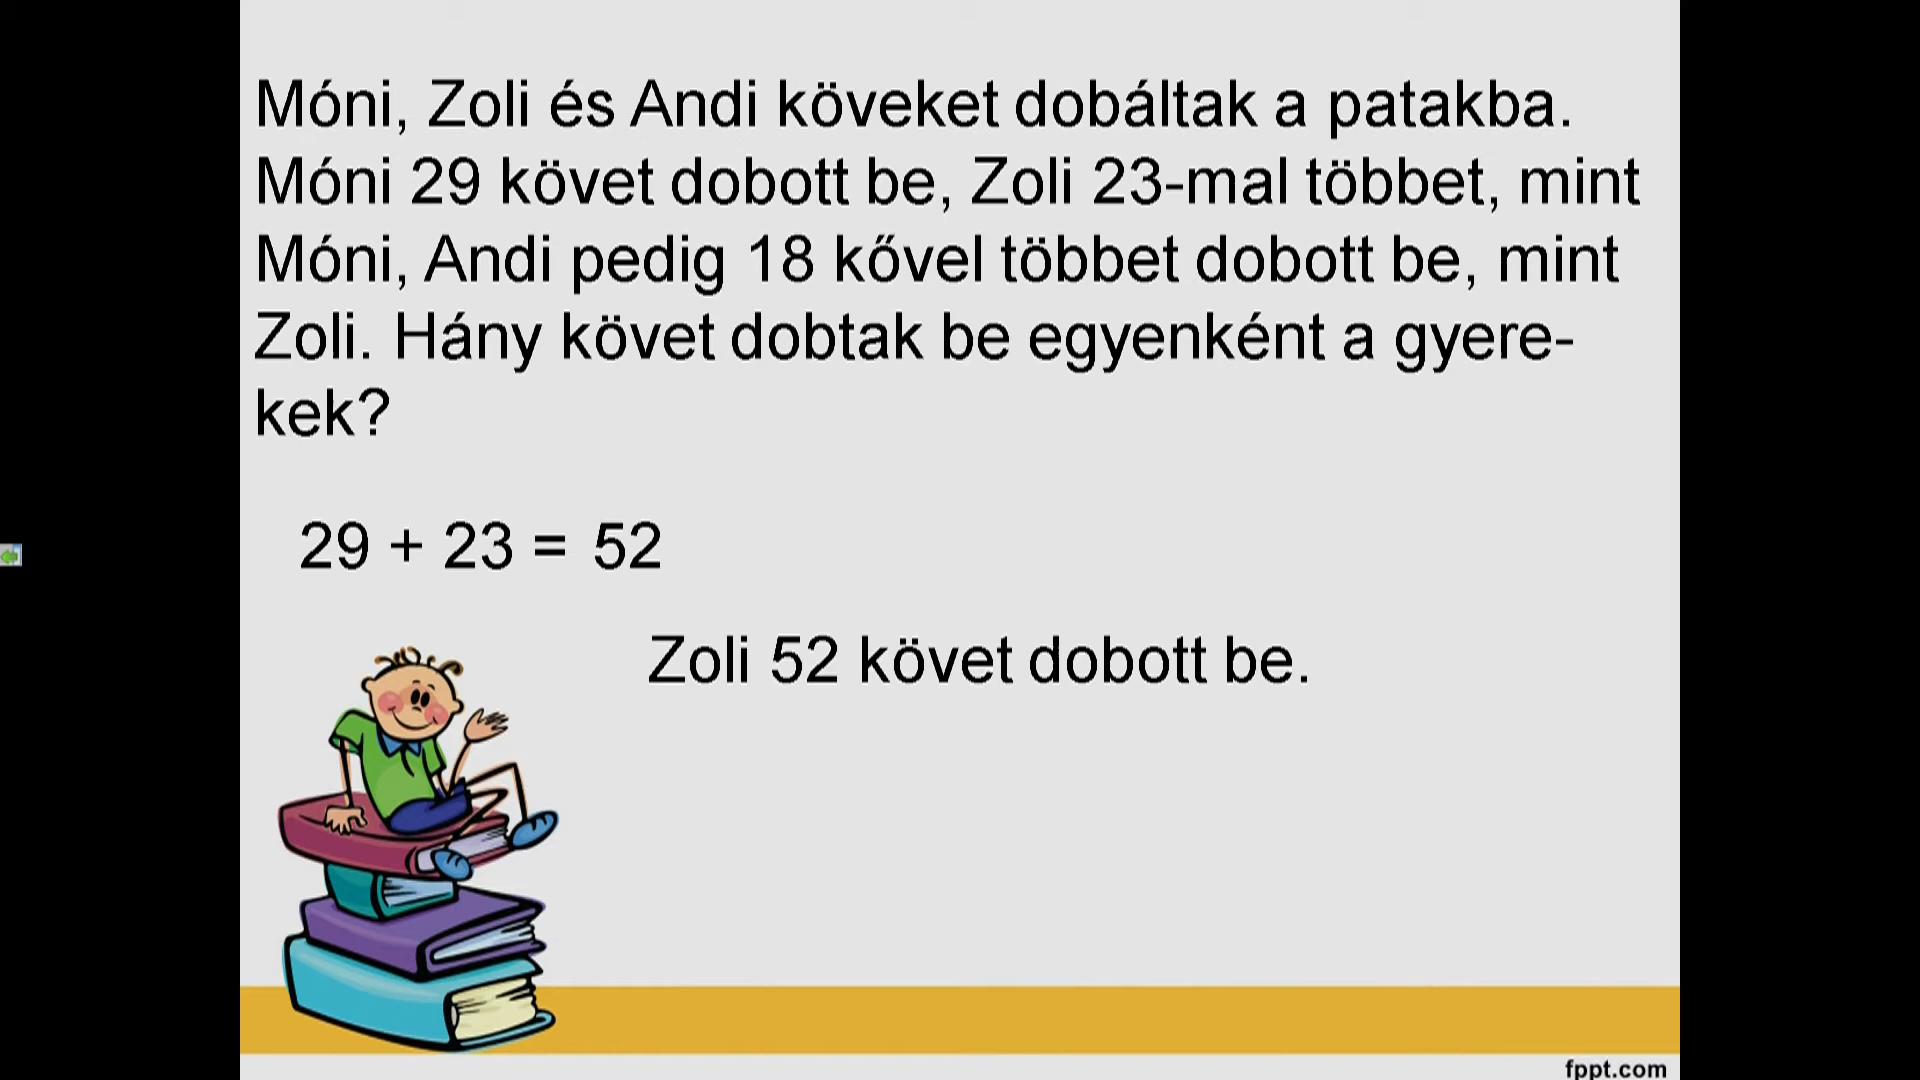 Móni, Zoli és Andi köveket dobáltak a patakba.
Móni 29 követ dobott be, Zoli 23-mal többet, mint
Móni, Andi pedig 18 kővel többet dobott be, mint
Zoli. Hány követ dobtak be egyenként a gyere-
kek?
29 + 23 = 52
Zoli 52 követ dobott be.
fppt.com